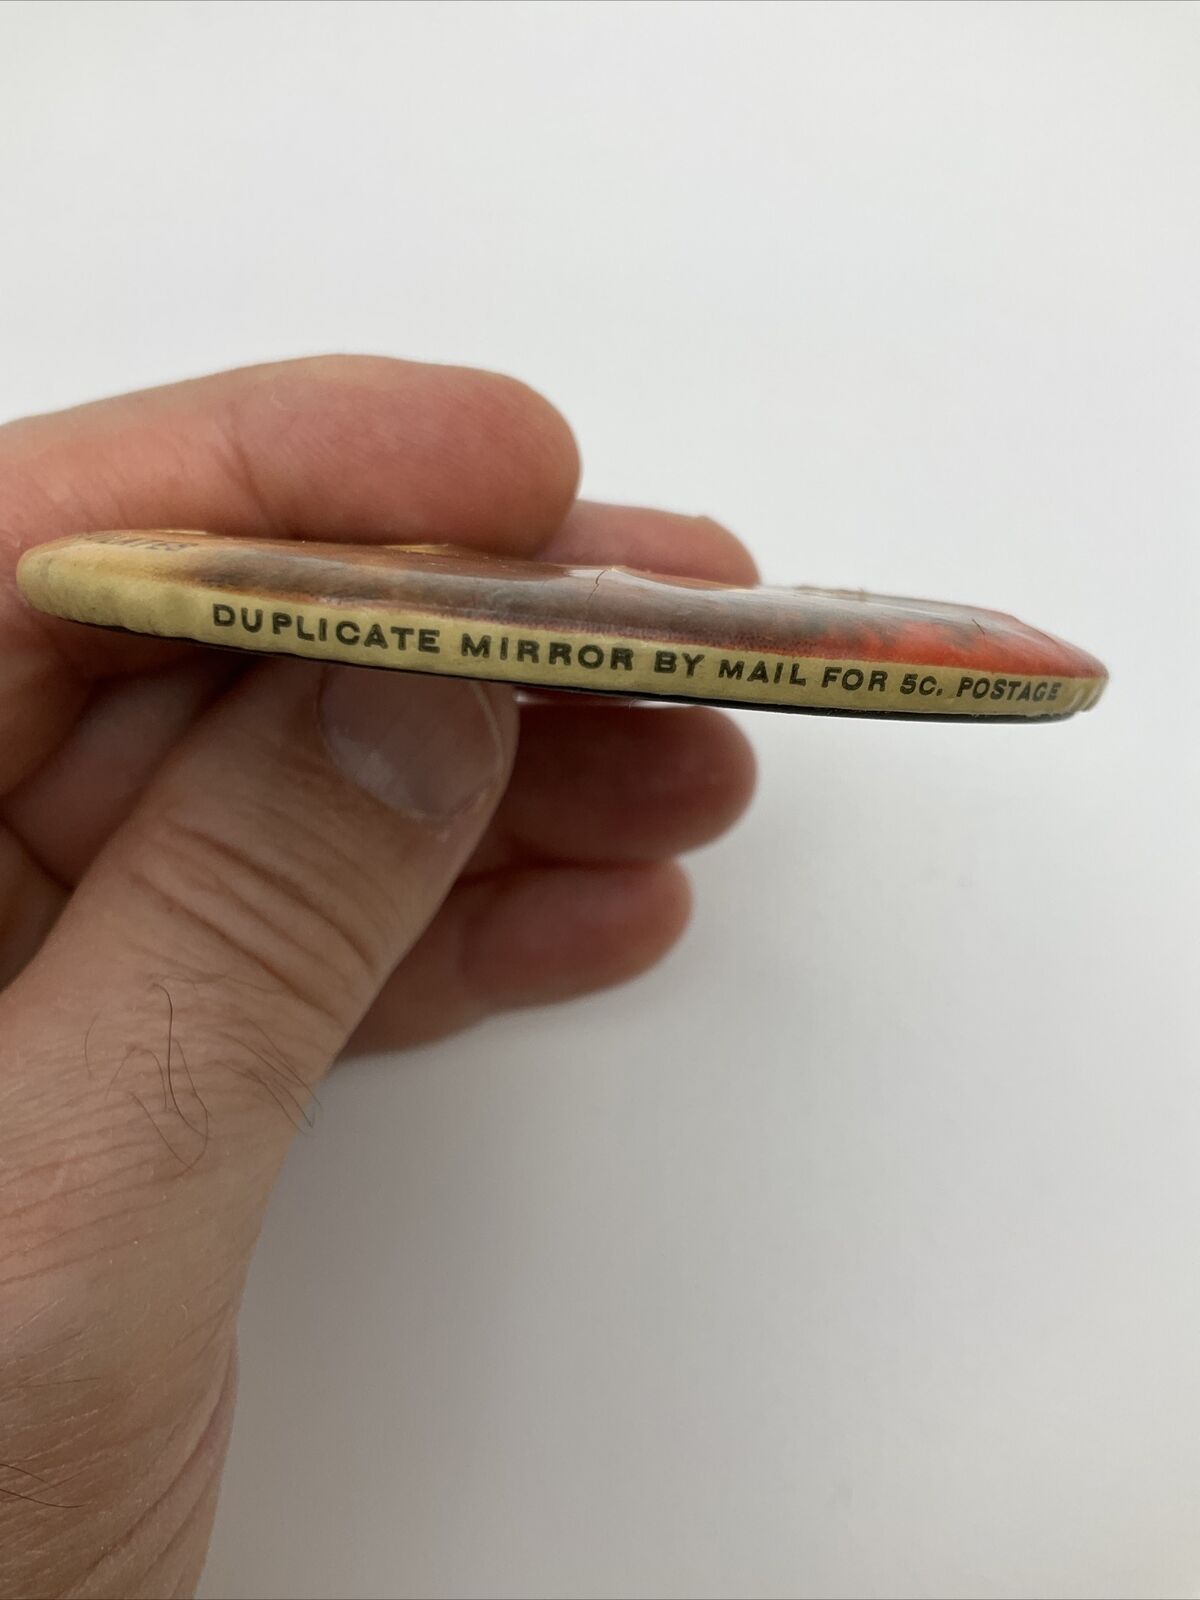 DUPLICATE MIRROR BY MAIL FOR 5C. POSTAGE